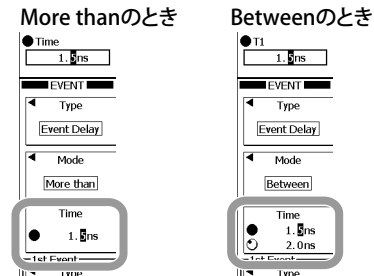 More thanのとき
Time
1. 5ns
EVENT
Type
Event Delay
Mode
More than
Time
1. 5ns
1st Event
Type
Betweenのとき
T1
1. 5ns
EVENT
Type
Event Delay
Mode
Between
Time
1. 5ns
2. 0ns
1st Event
Type